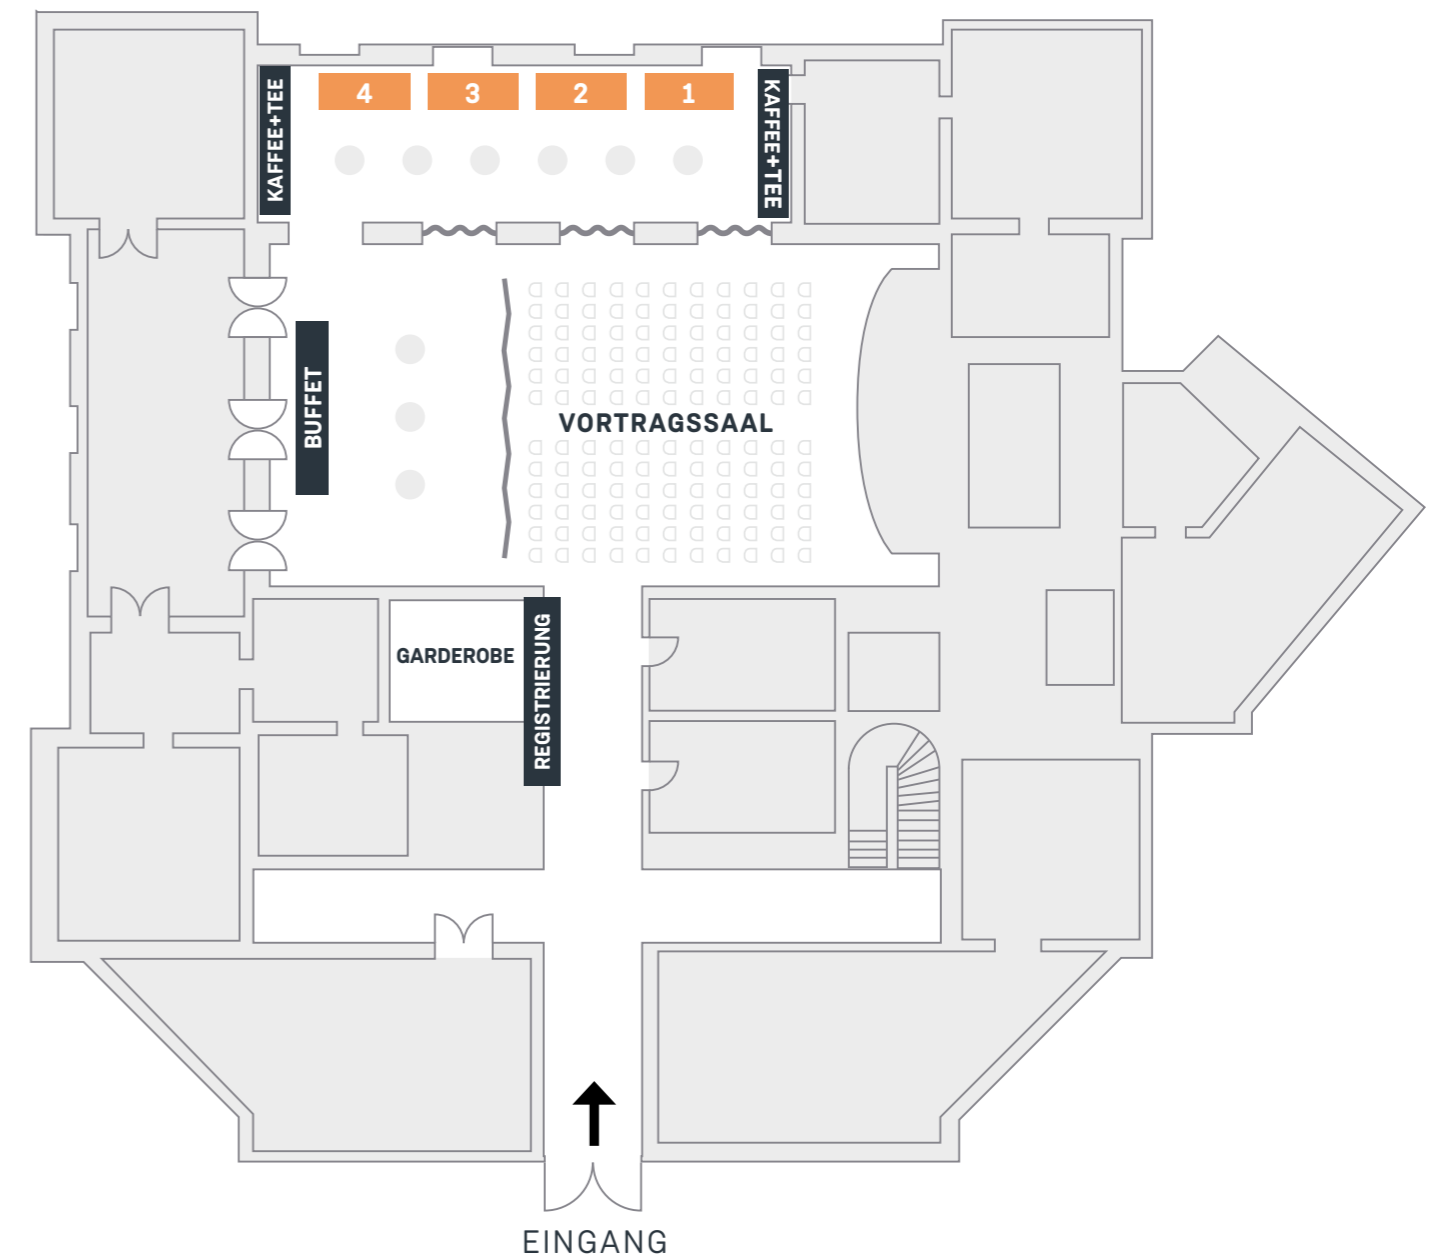 KAFFEE+TEE
4
3
2
1
KAFFEE+TEE
BUFFET
VORTRAGSSAAL
GARDEROBE
REGISTRIERUNG
EINGANG